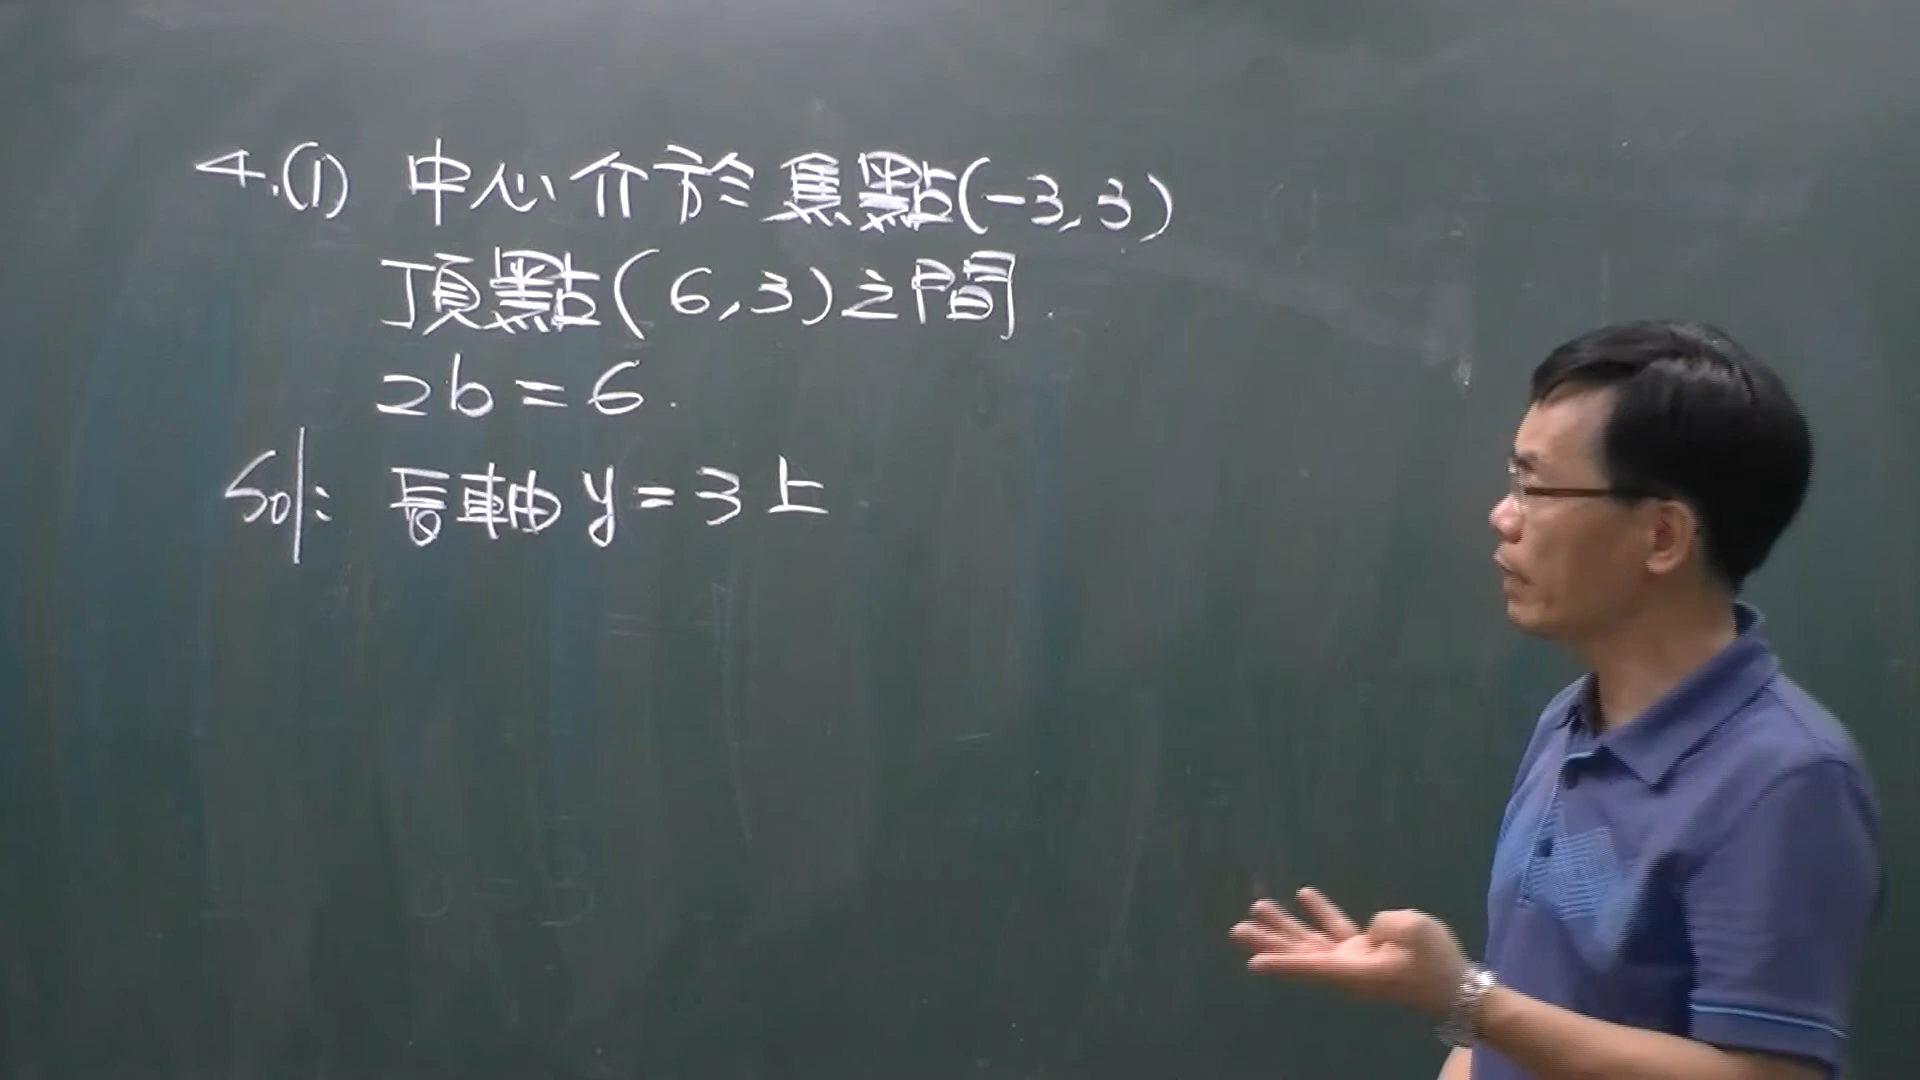 4.(1) 中心介於焦點(-3,3)
頂點(6,3)之間.
2b=6.
Sol: 長軸y=3上